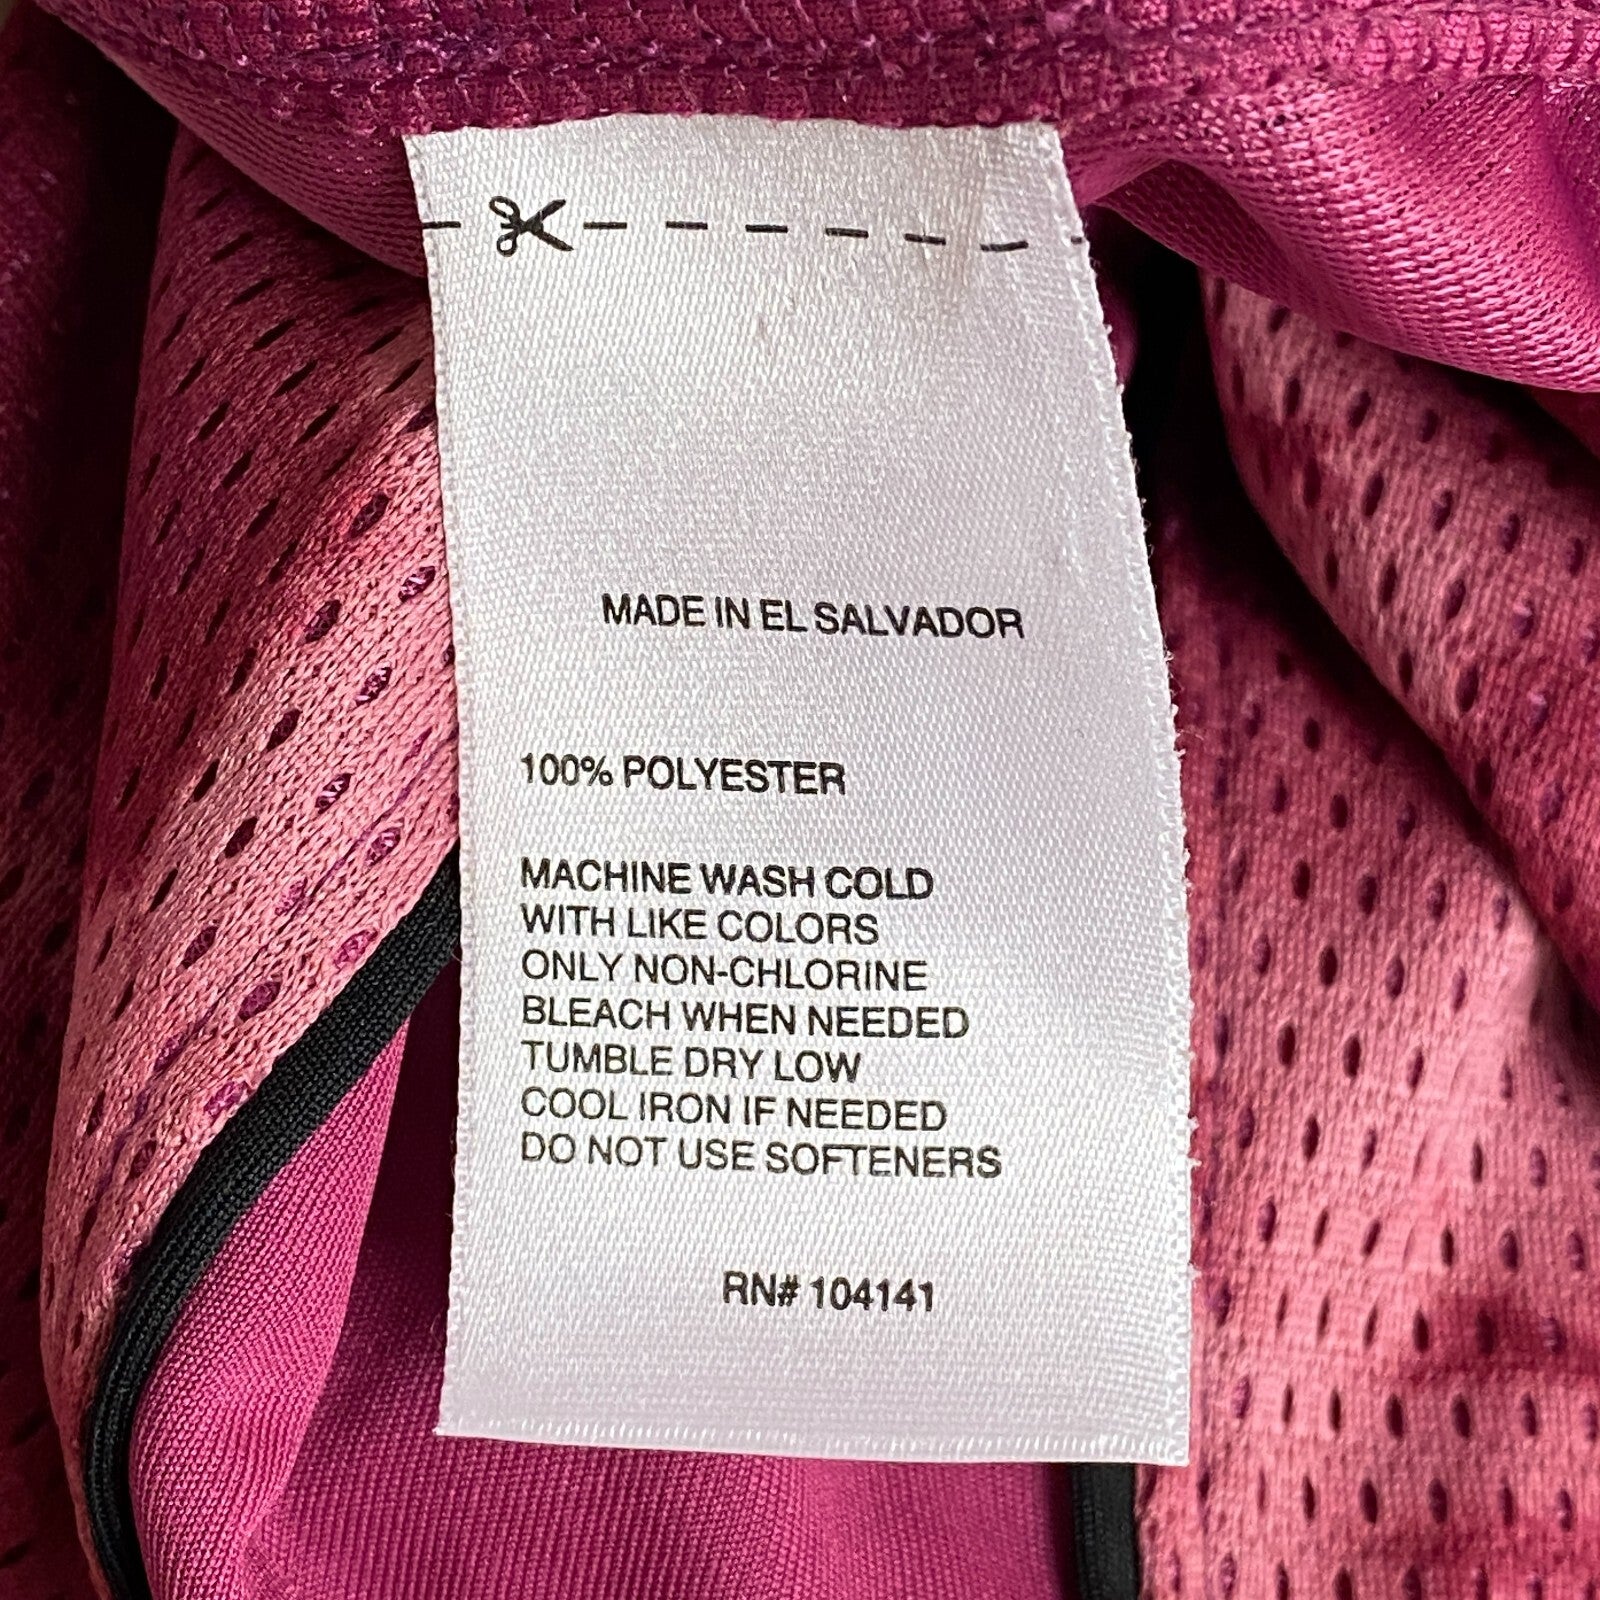 MADE IN EL SALVADOR
100% POLYESTER
MACHINE WASH COLD
WITH LIKE COLORS
ONLY NON-CHLORINE
BLEACH WHEN NEEDED
TUMBLE DRY LOW
COOL IRON IF NEEDED
DO NOT USE SOFTENERS
RN# 104141